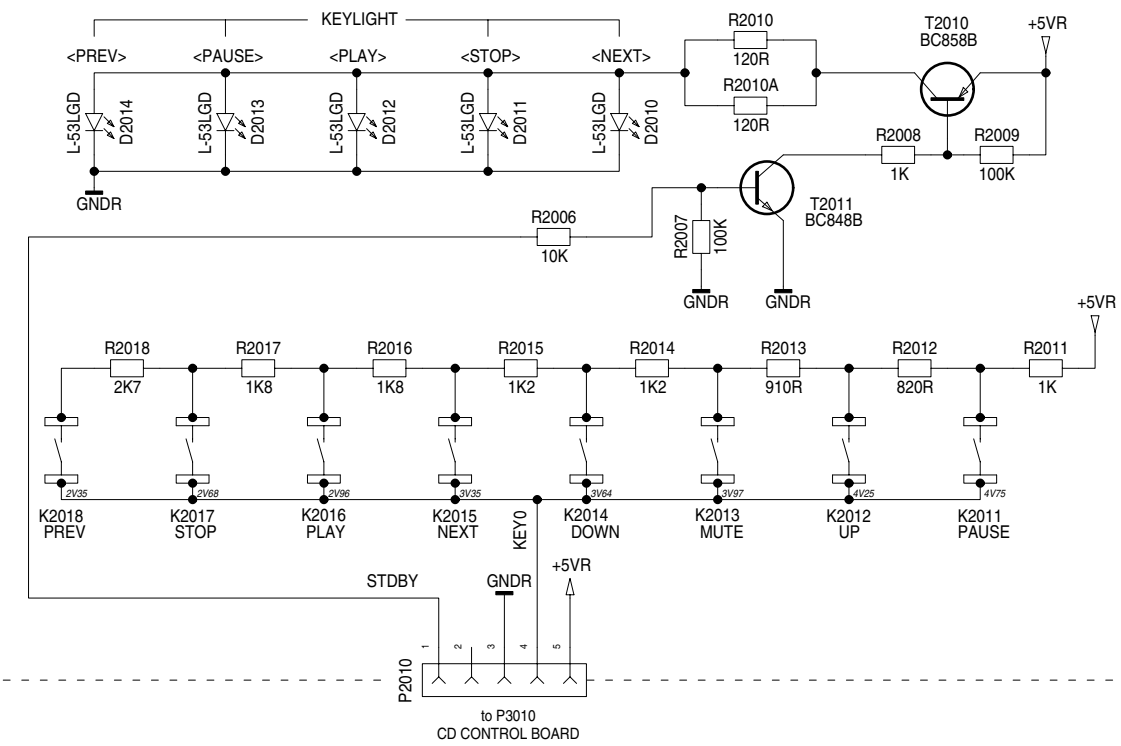 KEYLIGHT
<PREV> <PAUSE> <PLAY> <STOP> <NEXT>
L-53LGD D2014
L-53LGD D2013
L-53LGD D2012
L-53LGD D2011
L-53LGD D2010
GNDR
R2010
120R
R2010A
120R
T2010
BC858B
+5VR
R2008
1K
R2009
100K
T2011
BC848B
R2006
10K
R2007
100K
GNDR GNDR
+5VR
R2018 R2017 R2016 R2015 R2014 R2013 R2012 R2011
2K7 1K8 1K8 1K2 1K2 910R 820R 1K
2V35 2V68 2V96 3V35 3V64 3V97 4V25 4V75
K2018 K2017 K2016 K2015 K2014 K2013 K2012 K2011
PREV STOP PLAY NEXT DOWN MUTE UP PAUSE
KEY0
STDBY
GNDR
+5VR
1 2 3 4 5
P2010
to P3010
CD CONTROL BOARD